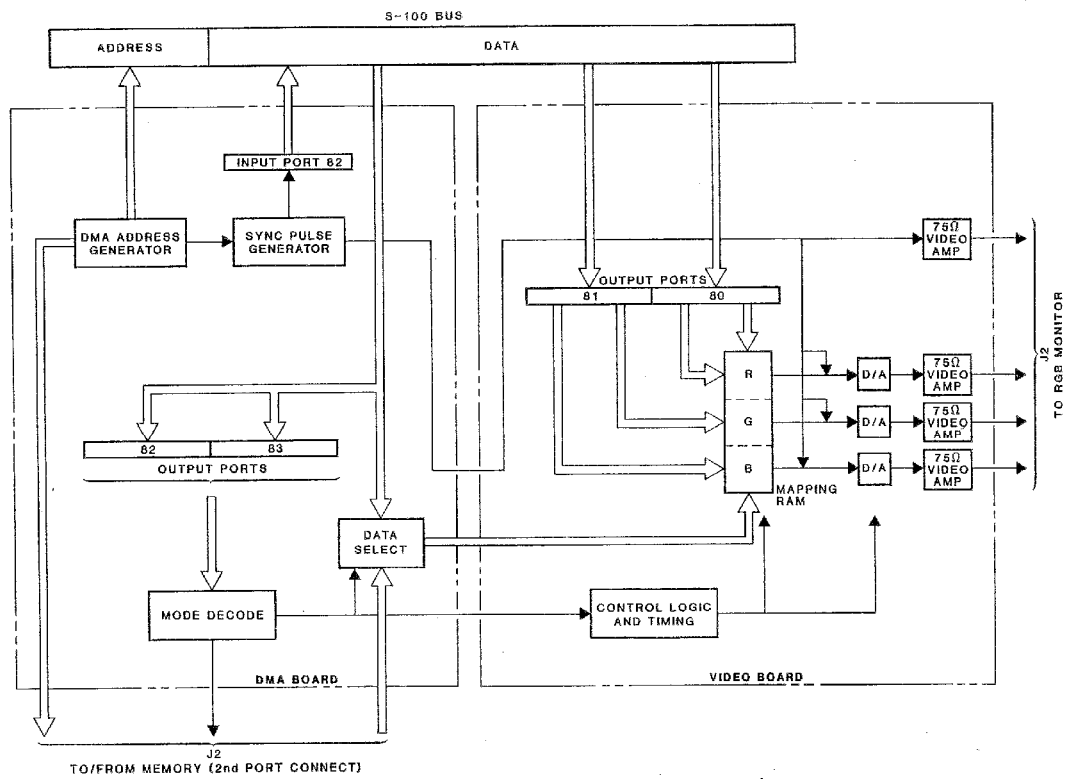 S-100 BUS
ADDRESS
DATA
INPUT PORT 82
DMA ADDRESS
GENERATOR
SYNC PULSE
GENERATOR
75Ω
VIDEO
AMP
OUTPUT PORTS
81
80
R
D/A
75Ω
VIDEO
AMP
G
D/A
75Ω
VIDEO
AMP
B
D/A
75Ω
VIDEO
AMP
MAPPING
RAM
J2
TO RGB MONITOR
82
83
OUTPUT PORTS
DATA
SELECT
MODE DECODE
CONTROL LOGIC
AND TIMING
DMA BOARD
VIDEO BOARD
J2
TO/FROM MEMORY (2nd PORT CONNECT)